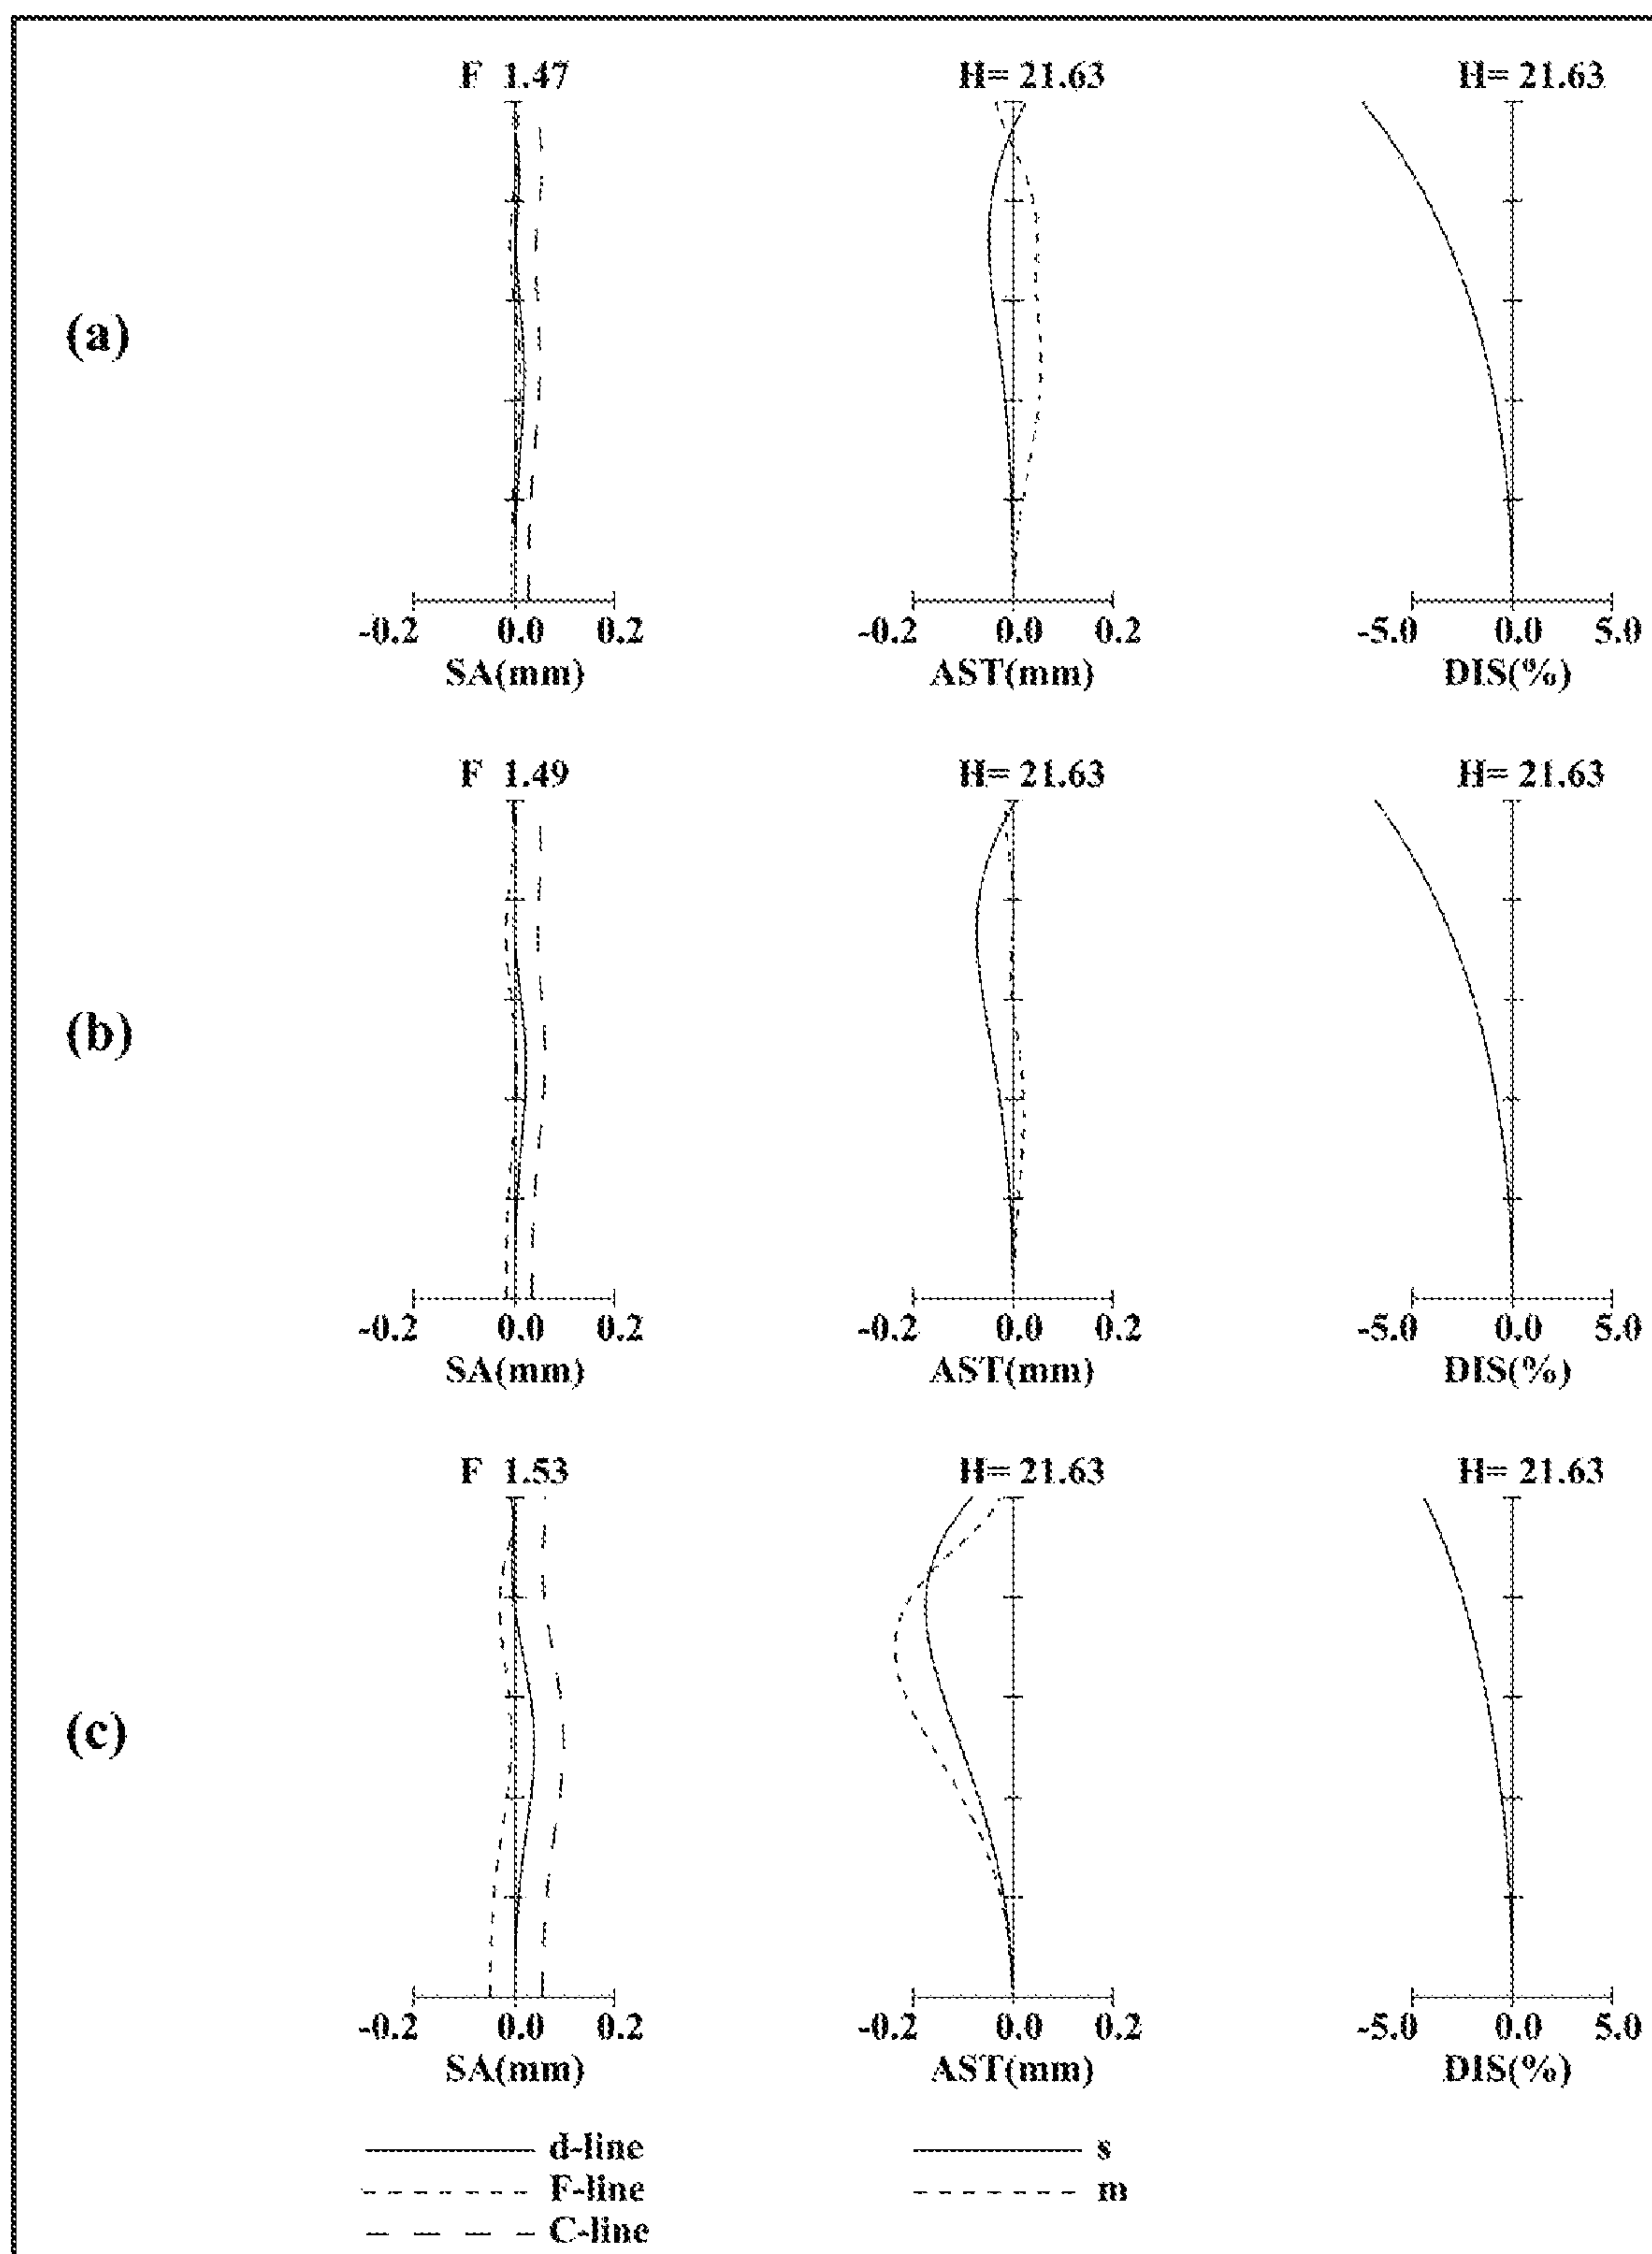 F 1.47 H= 21.63 H= 21.63
(a)
-0.2 0.0 0.2 -0.2 0.0 0.2 -5.0 0.0 5.0
SA(mm) AST(mm) DIS(%)
F 1.49 H= 21.63 H= 21.63
(b)
-0.2 0.0 0.2 -0.2 0.0 0.2 -5.0 0.0 5.0
SA(mm) AST(mm) DIS(%)
F 1.53 H= 21.63 H= 21.63
(c)
-0.2 0.0 0.2 -0.2 0.0 0.2 -5.0 0.0 5.0
SA(mm) AST(mm) DIS(%)
d-line s
F-line m
C-line